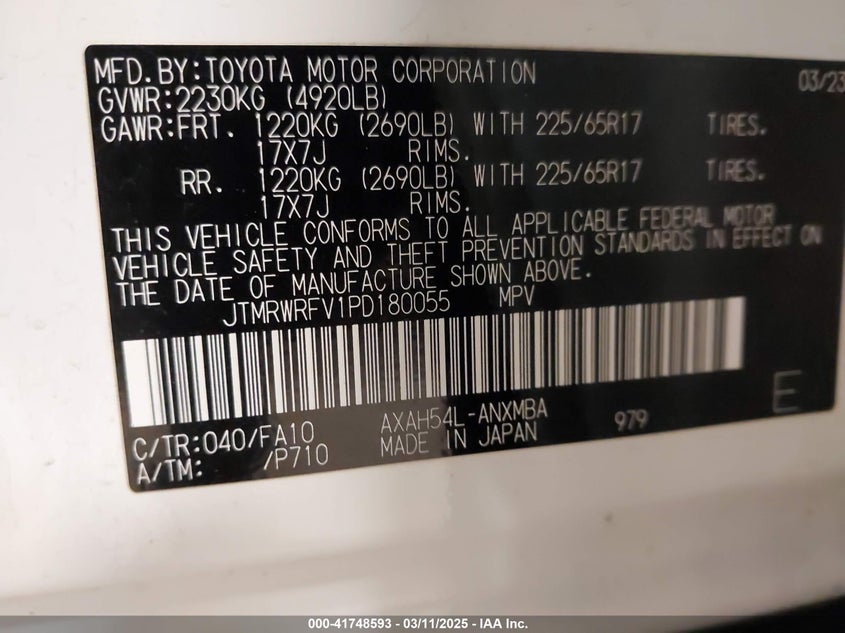 MFD.BY:TOYOTA MOTOR CORPORATION 03/23
GVWR:2230KG (4920LB)
GAWR:FRT. 1220KG (2690LB) WITH 225/65R17 TIRES.
17X7J RIMS.
RR. 1220KG (2690LB) WITH 225/65R17 TIRES.
17X7J RIMS.
THIS VEHICLE CONFORMS TO ALL APPLICABLE FEDERAL MOTOR
VEHICLE SAFETY AND THEFT PREVENTION STANDARDS IN EFFECT ON
THE DATE OF MANUFACTURE SHOWN ABOVE.
JTMRWRFV1PD180055 MPV
C/TR:040/FA10 AXAH54L-ANXMBA 979 E
A/TM: /P710 MADE IN JAPAN
000-41748593 - 03/11/2025 - IAA Inc.